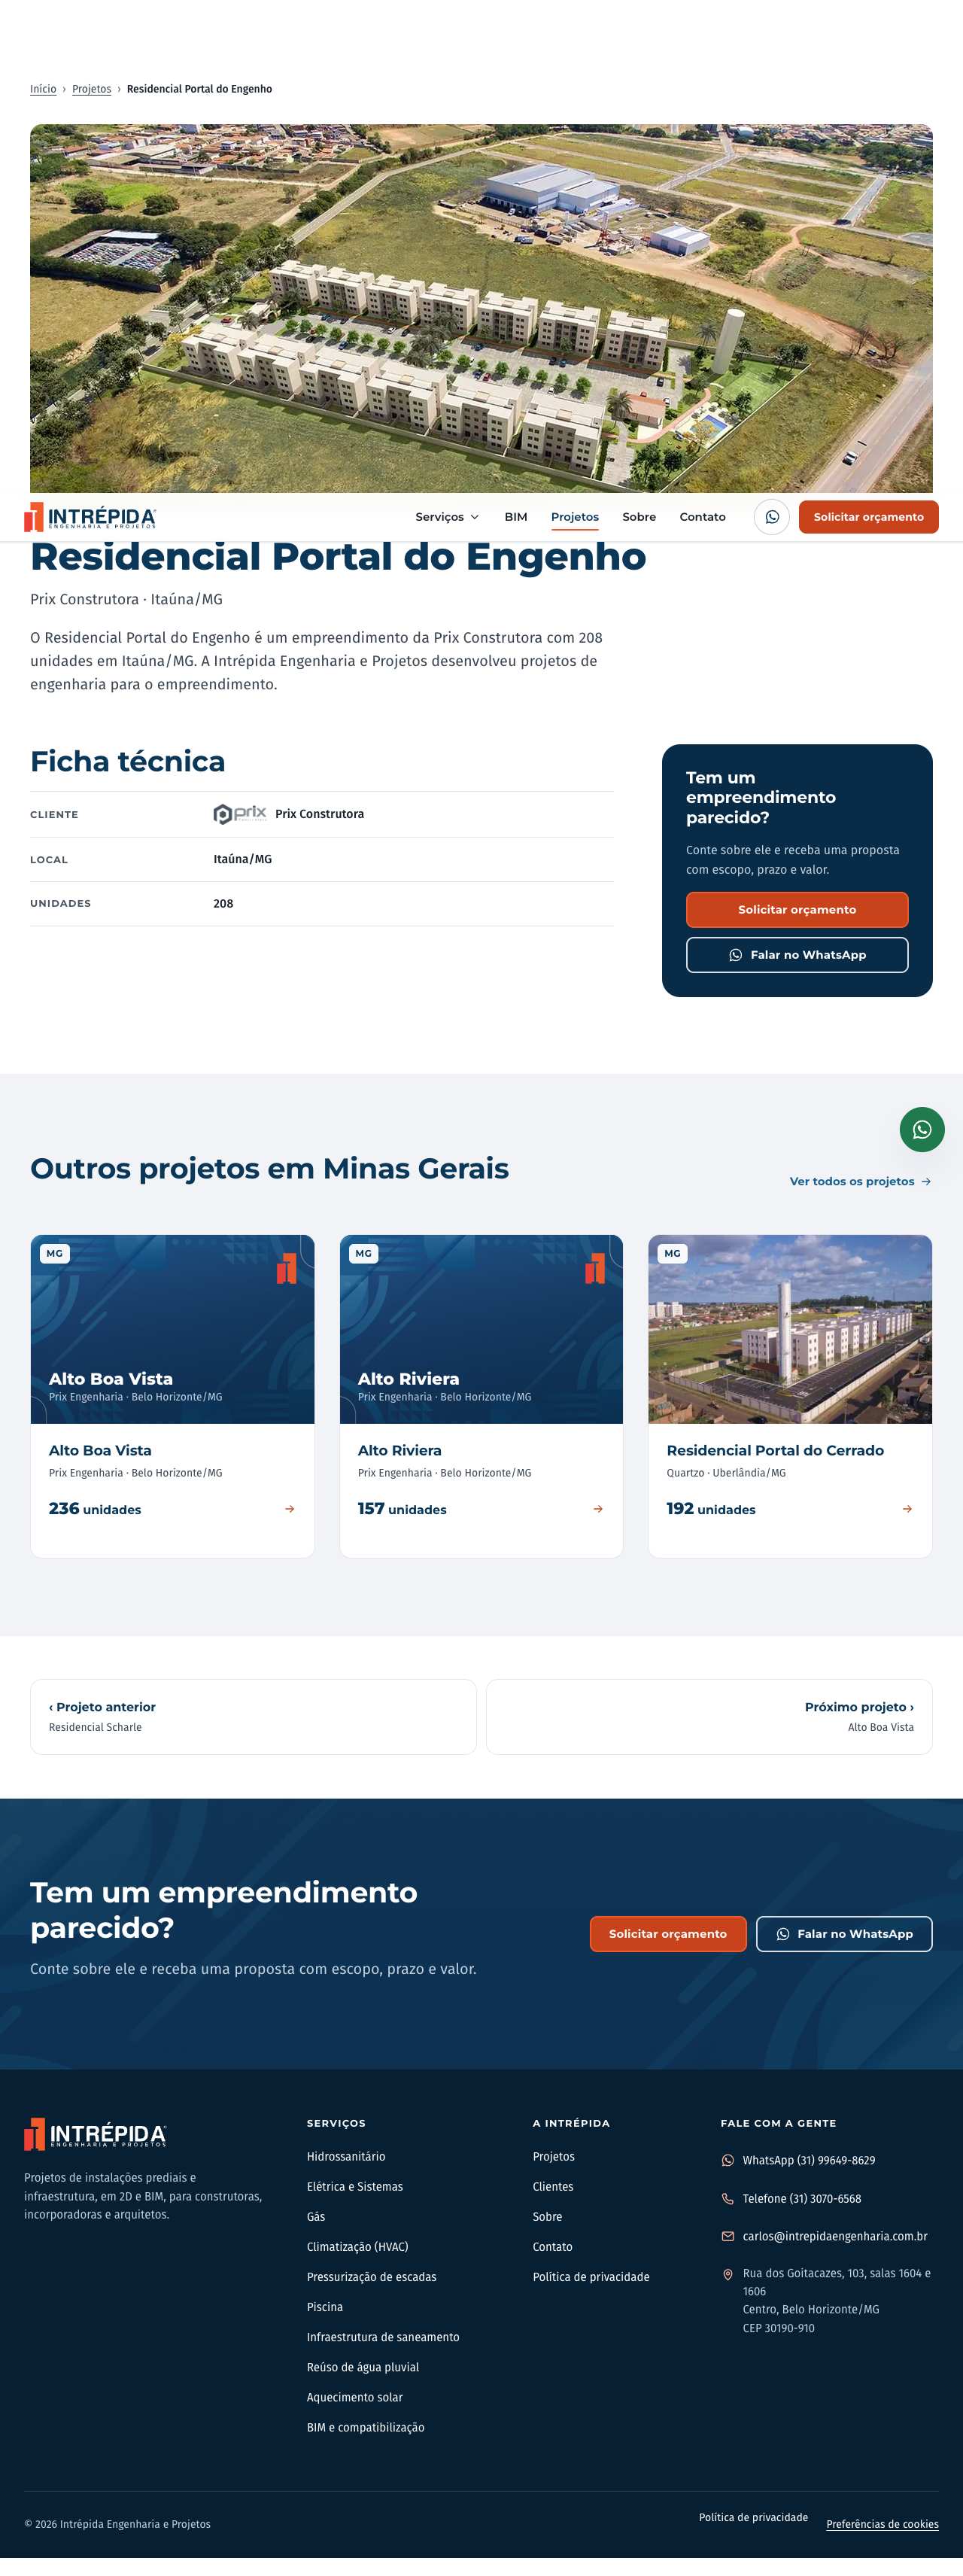 Início › Projetos › Residencial Portal do Engenho
INTRÉPIDA
ENGENHARIA E PROJETOS
Serviços
BIM
Projetos
Sobre
Contato
Solicitar orçamento
Residencial Portal do Engenho
Prix Construtora · Itaúna/MG
O Residencial Portal do Engenho é um empreendimento da Prix Construtora com 208
unidades em Itaúna/MG. A Intrépida Engenharia e Projetos desenvolveu projetos de
engenharia para o empreendimento.
Ficha técnica
CLIENTE
prix
Prix Construtora
LOCAL
Itaúna/MG
UNIDADES
208
Tem um
empreendimento
parecido?
Conte sobre ele e receba uma proposta
com escopo, prazo e valor.
Solicitar orçamento
Falar no WhatsApp
Outros projetos em Minas Gerais
Ver todos os projetos →
MG
Alto Boa Vista
Prix Engenharia · Belo Horizonte/MG
Alto Boa Vista
Prix Engenharia · Belo Horizonte/MG
236 unidades
→
MG
Alto Riviera
Prix Engenharia · Belo Horizonte/MG
Alto Riviera
Prix Engenharia · Belo Horizonte/MG
157 unidades
→
MG
Residencial Portal do Cerrado
Quartzo · Uberlândia/MG
192 unidades
→
‹ Projeto anterior
Residencial Scharle
Próximo projeto ›
Alto Boa Vista
Tem um empreendimento
parecido?
Conte sobre ele e receba uma proposta com escopo, prazo e valor.
Solicitar orçamento
Falar no WhatsApp
INTRÉPIDA
ENGENHARIA E PROJETOS
Projetos de instalações prediais e
infraestrutura, em 2D e BIM, para construtoras,
incorporadoras e arquitetos.
SERVIÇOS
Hidrossanitário
Elétrica e Sistemas
Gás
Climatização (HVAC)
Pressurização de escadas
Piscina
Infraestrutura de saneamento
Reúso de água pluvial
Aquecimento solar
BIM e compatibilização
A INTRÉPIDA
Projetos
Clientes
Sobre
Contato
Política de privacidade
FALE COM A GENTE
WhatsApp (31) 99649-8629
Telefone (31) 3070-6568
carlos@intrepidaengenharia.com.br
Rua dos Goitacazes, 103, salas 1604 e
1606
Centro, Belo Horizonte/MG
CEP 30190-910
© 2026 Intrépida Engenharia e Projetos
Política de privacidade
Preferências de cookies